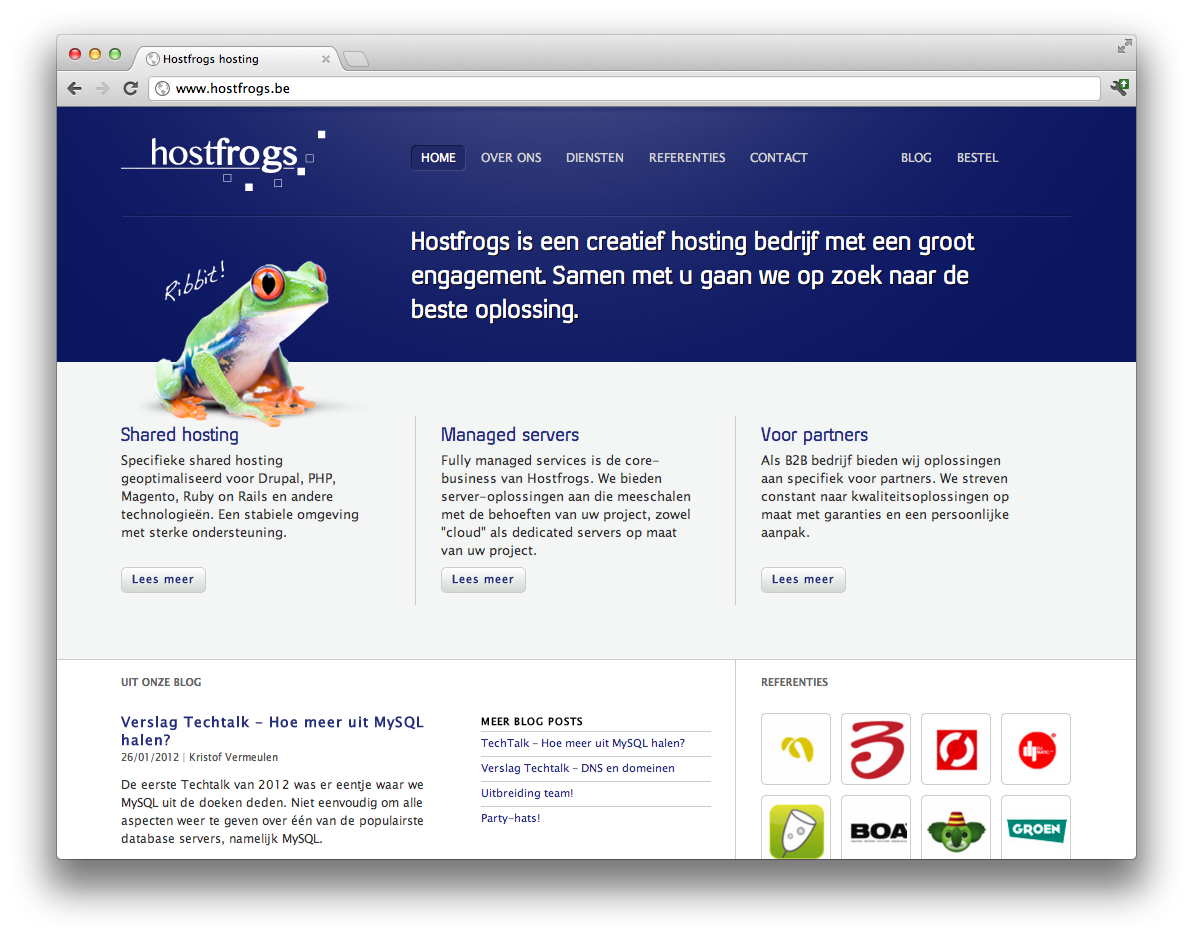 Hostfrogs hosting
www.hostfrogs.be
hostfrogs
HOME OVER ONS DIENSTEN REFERENTIES CONTACT BLOG BESTEL
Ribbit!
Hostfrogs is een creatief hosting bedrijf met een groot
engagement. Samen met u gaan we op zoek naar de
beste oplossing.
Shared hosting
Specifieke shared hosting
geoptimaliseerd voor Drupal, PHP,
Magento, Ruby on Rails en andere
technologieën. Een stabiele omgeving
met sterke ondersteuning.
Lees meer
Managed servers
Fully managed services is de core-
business van Hostfrogs. We bieden
server-oplossingen aan die meeschalen
met de behoeften van uw project, zowel
"cloud" als dedicated servers op maat
van uw project.
Lees meer
Voor partners
Als B2B bedrijf bieden wij oplossingen
aan specifiek voor partners. We streven
constant naar kwaliteitsoplossingen op
maat met garanties en een persoonlijke
aanpak.
Lees meer
UIT ONZE BLOG
Verslag Techtalk - Hoe meer uit MySQL
halen?
26/01/2012 | Kristof Vermeulen
De eerste Techtalk van 2012 was er eentje waar we
MySQL uit de doeken deden. Niet eenvoudig om alle
aspecten weer te geven over één van de populairste
database servers, namelijk MySQL.
MEER BLOG POSTS
TechTalk - Hoe meer uit MySQL halen?
Verslag Techtalk - DNS en domeinen
Uitbreiding team!
Party-hats!
REFERENTIES
3
BOA
GROEN